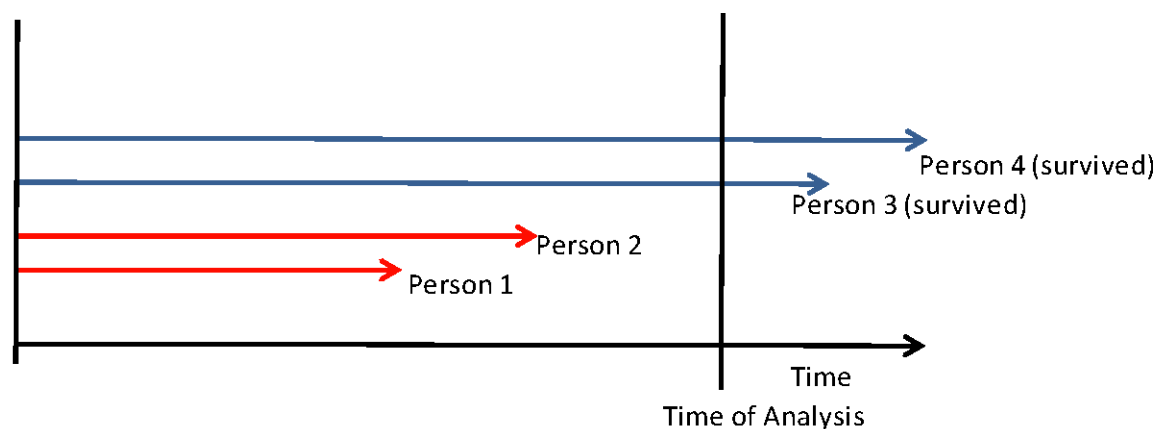 Person 4 (survived)
Person 3 (survived)
Person 2
Person 1
Time
Time of Analysis